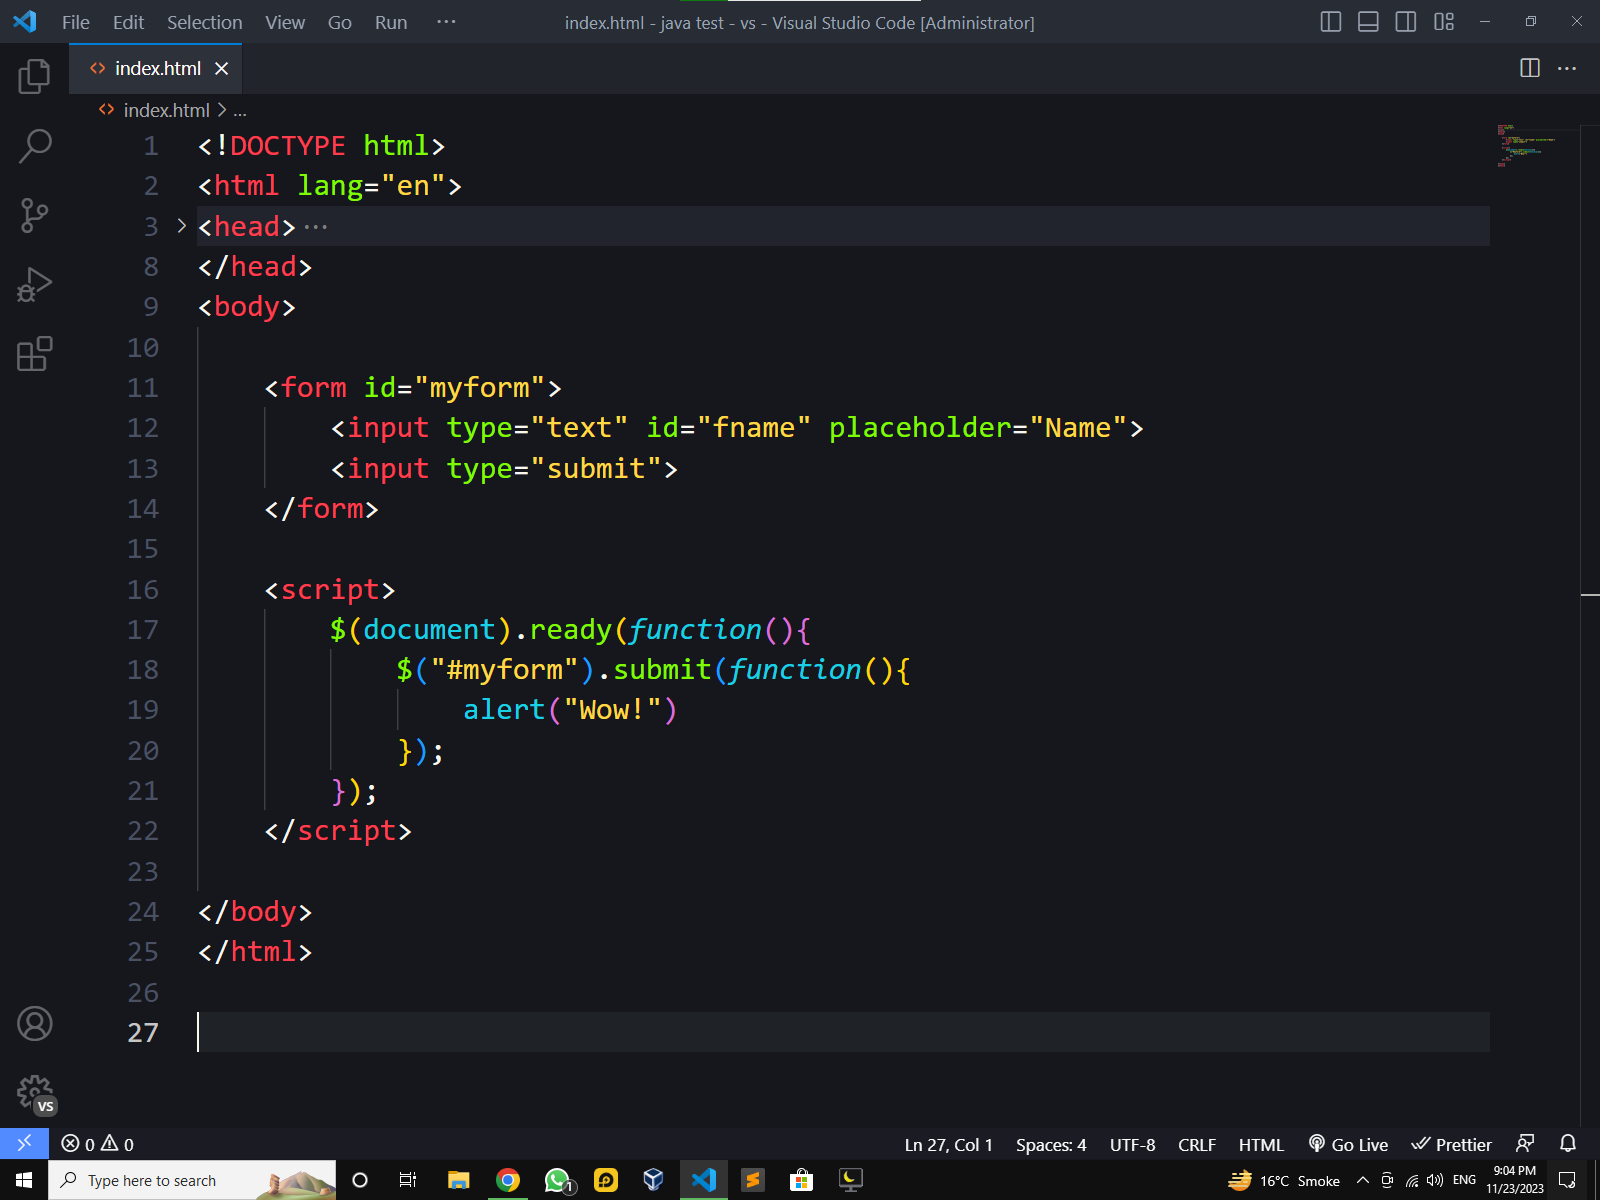 File Edit Selection View Go Run ··· index.html - java test - vs - Visual Studio Code [Administrator]
index.html
index.html > ...
1 <!DOCTYPE html>
2 <html lang="en">
3 > <head> ···
8 </head>
9 <body>
10
11 <form id="myform">
12 <input type="text" id="fname" placeholder="Name">
13 <input type="submit">
14 </form>
15
16 <script>
17 $(document).ready(function(){
18 $("#myform").submit(function(){
19 alert("Wow!")
20 });
21 });
22 </script>
23
24 </body>
25 </html>
26
27
VS
0 0 Ln 27, Col 1 Spaces: 4 UTF-8 CRLF HTML Go Live Prettier
Type here to search 1 16°C Smoke ENG 9:04 PM
11/23/2023